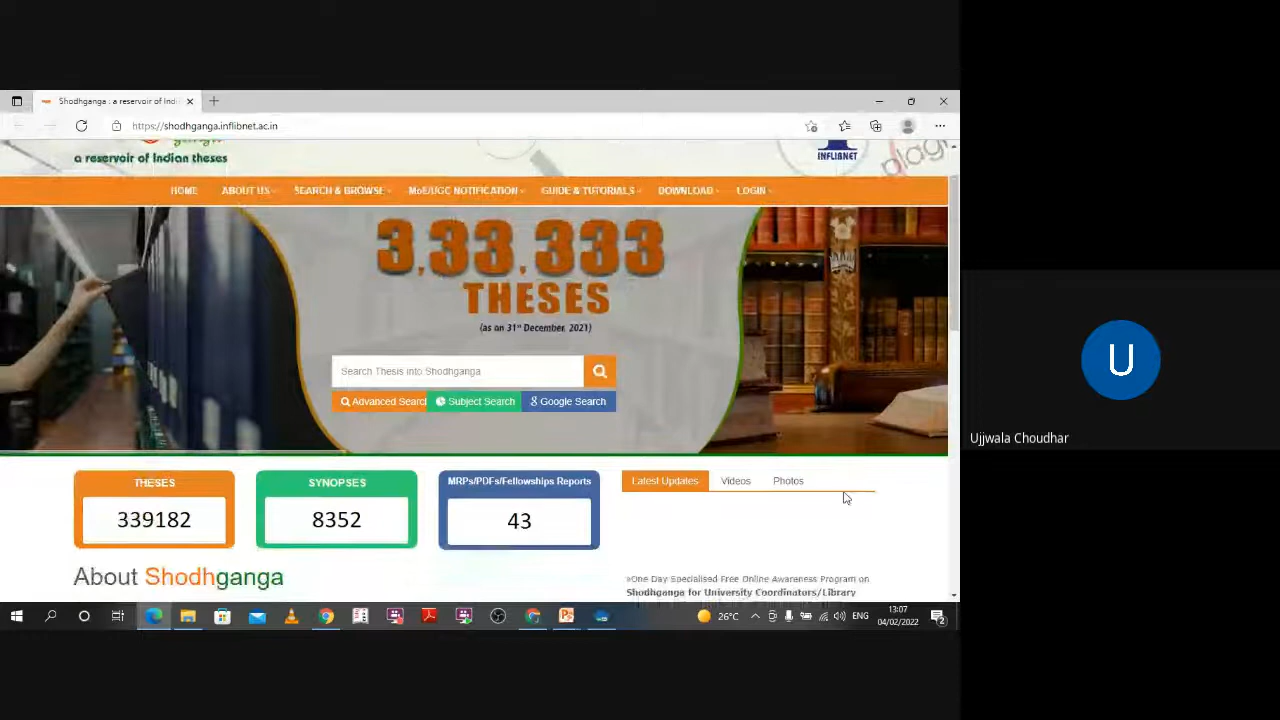 Shodhganga : a reservoir of Indi
https://shodhganga.inflibnet.ac.in
a reservoir of Indian theses
INFLIBNET
plagi
HOME ABOUT US SEARCH & BROWSE MoE/UGC NOTIFICATION GUIDE & TUTORIALS DOWNLOAD LOGIN
3,33,333
THESES
(as on 31st December, 2021)
Search Thesis into Shodhganga
Advanced Search Subject Search Google Search
THESES
339182
SYNOPSES
8352
MRPs/PDFs/Fellowships Reports
43
Latest Updates Videos Photos
About Shodhganga
»One Day Specialised Free Online Awareness Program on
Shodhganga for University Coordinators/Library
26°C ENG 13:07
04/02/2022
2
U
Ujjwala Choudhar